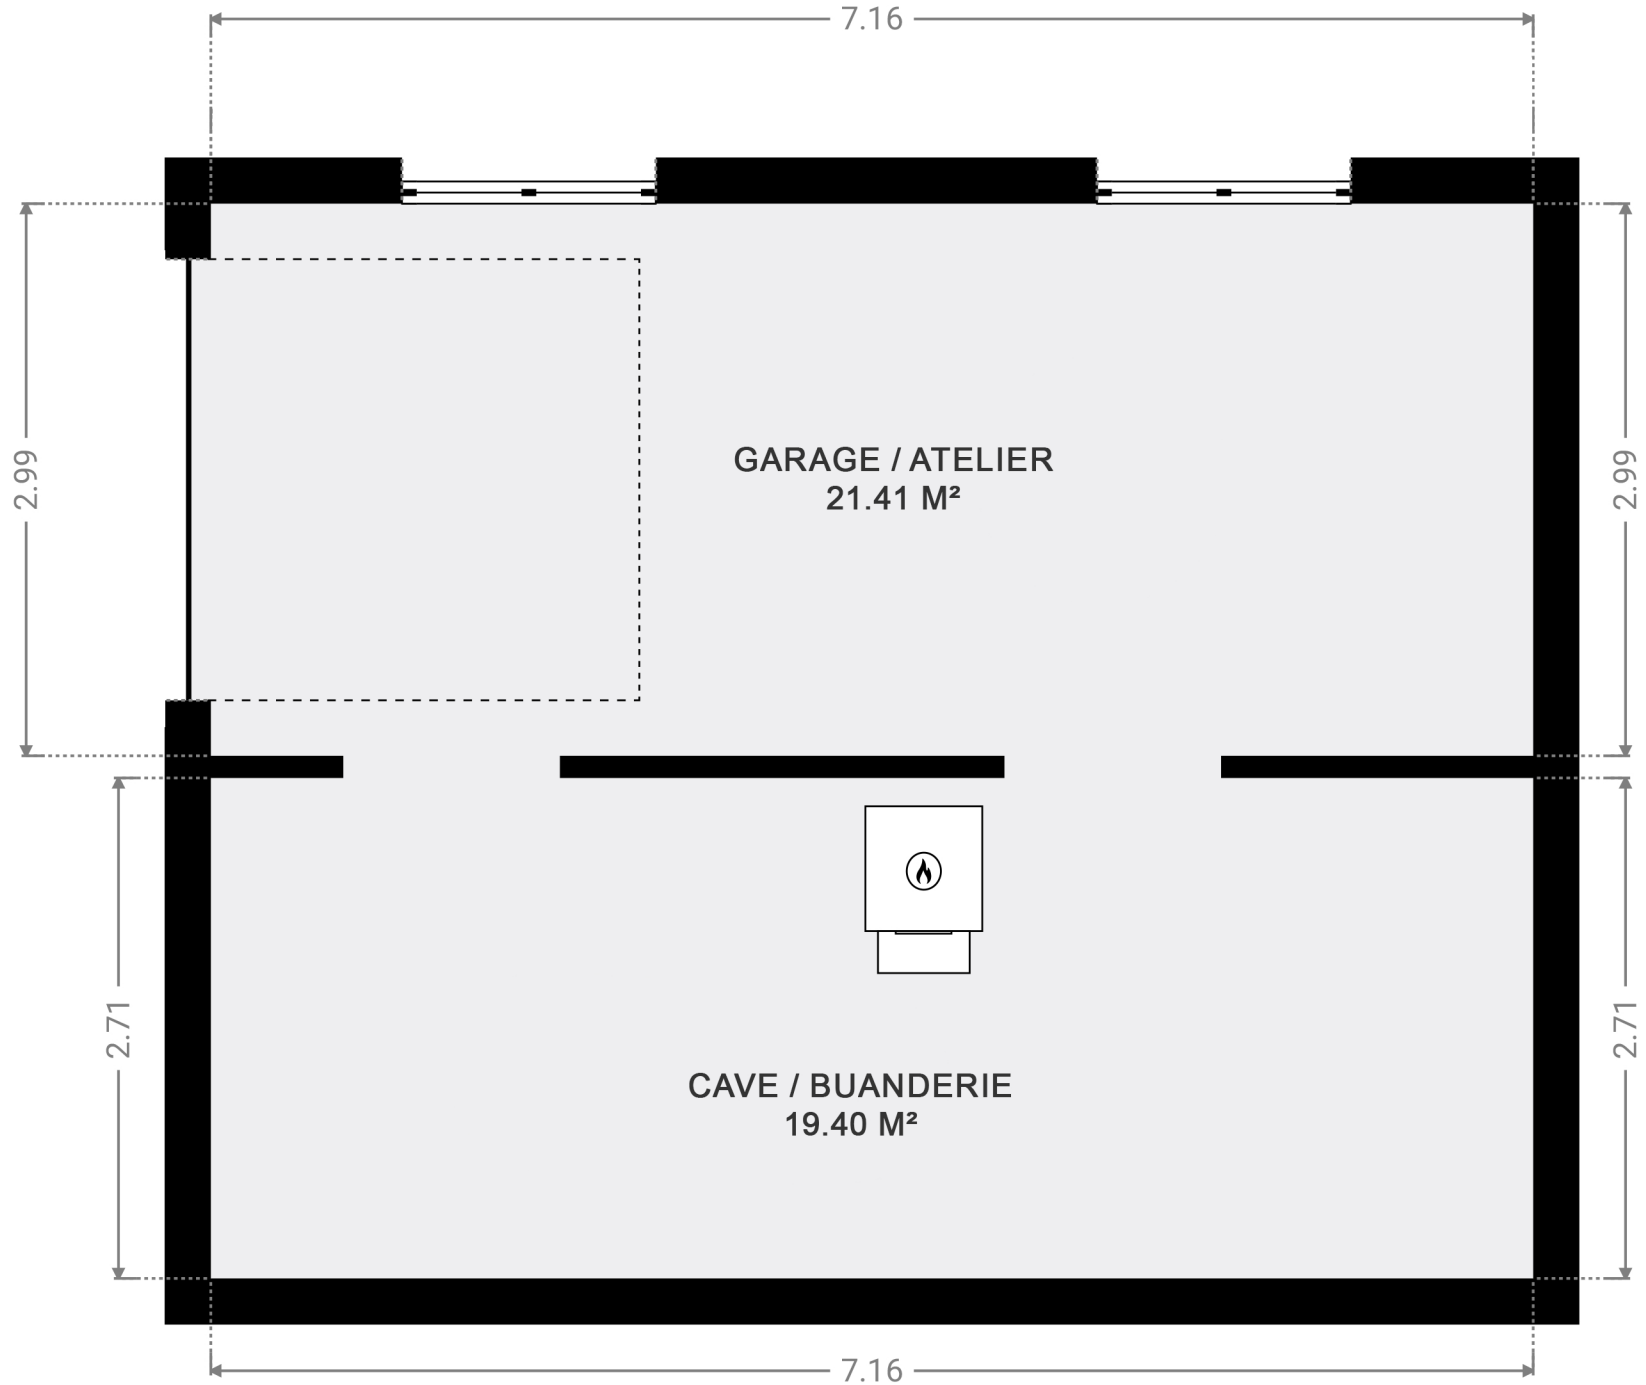 7.16
2.99
GARAGE / ATELIER
21.41 M²
2.99
2.71
2.71
CAVE / BUANDERIE
19.40 M²
7.16